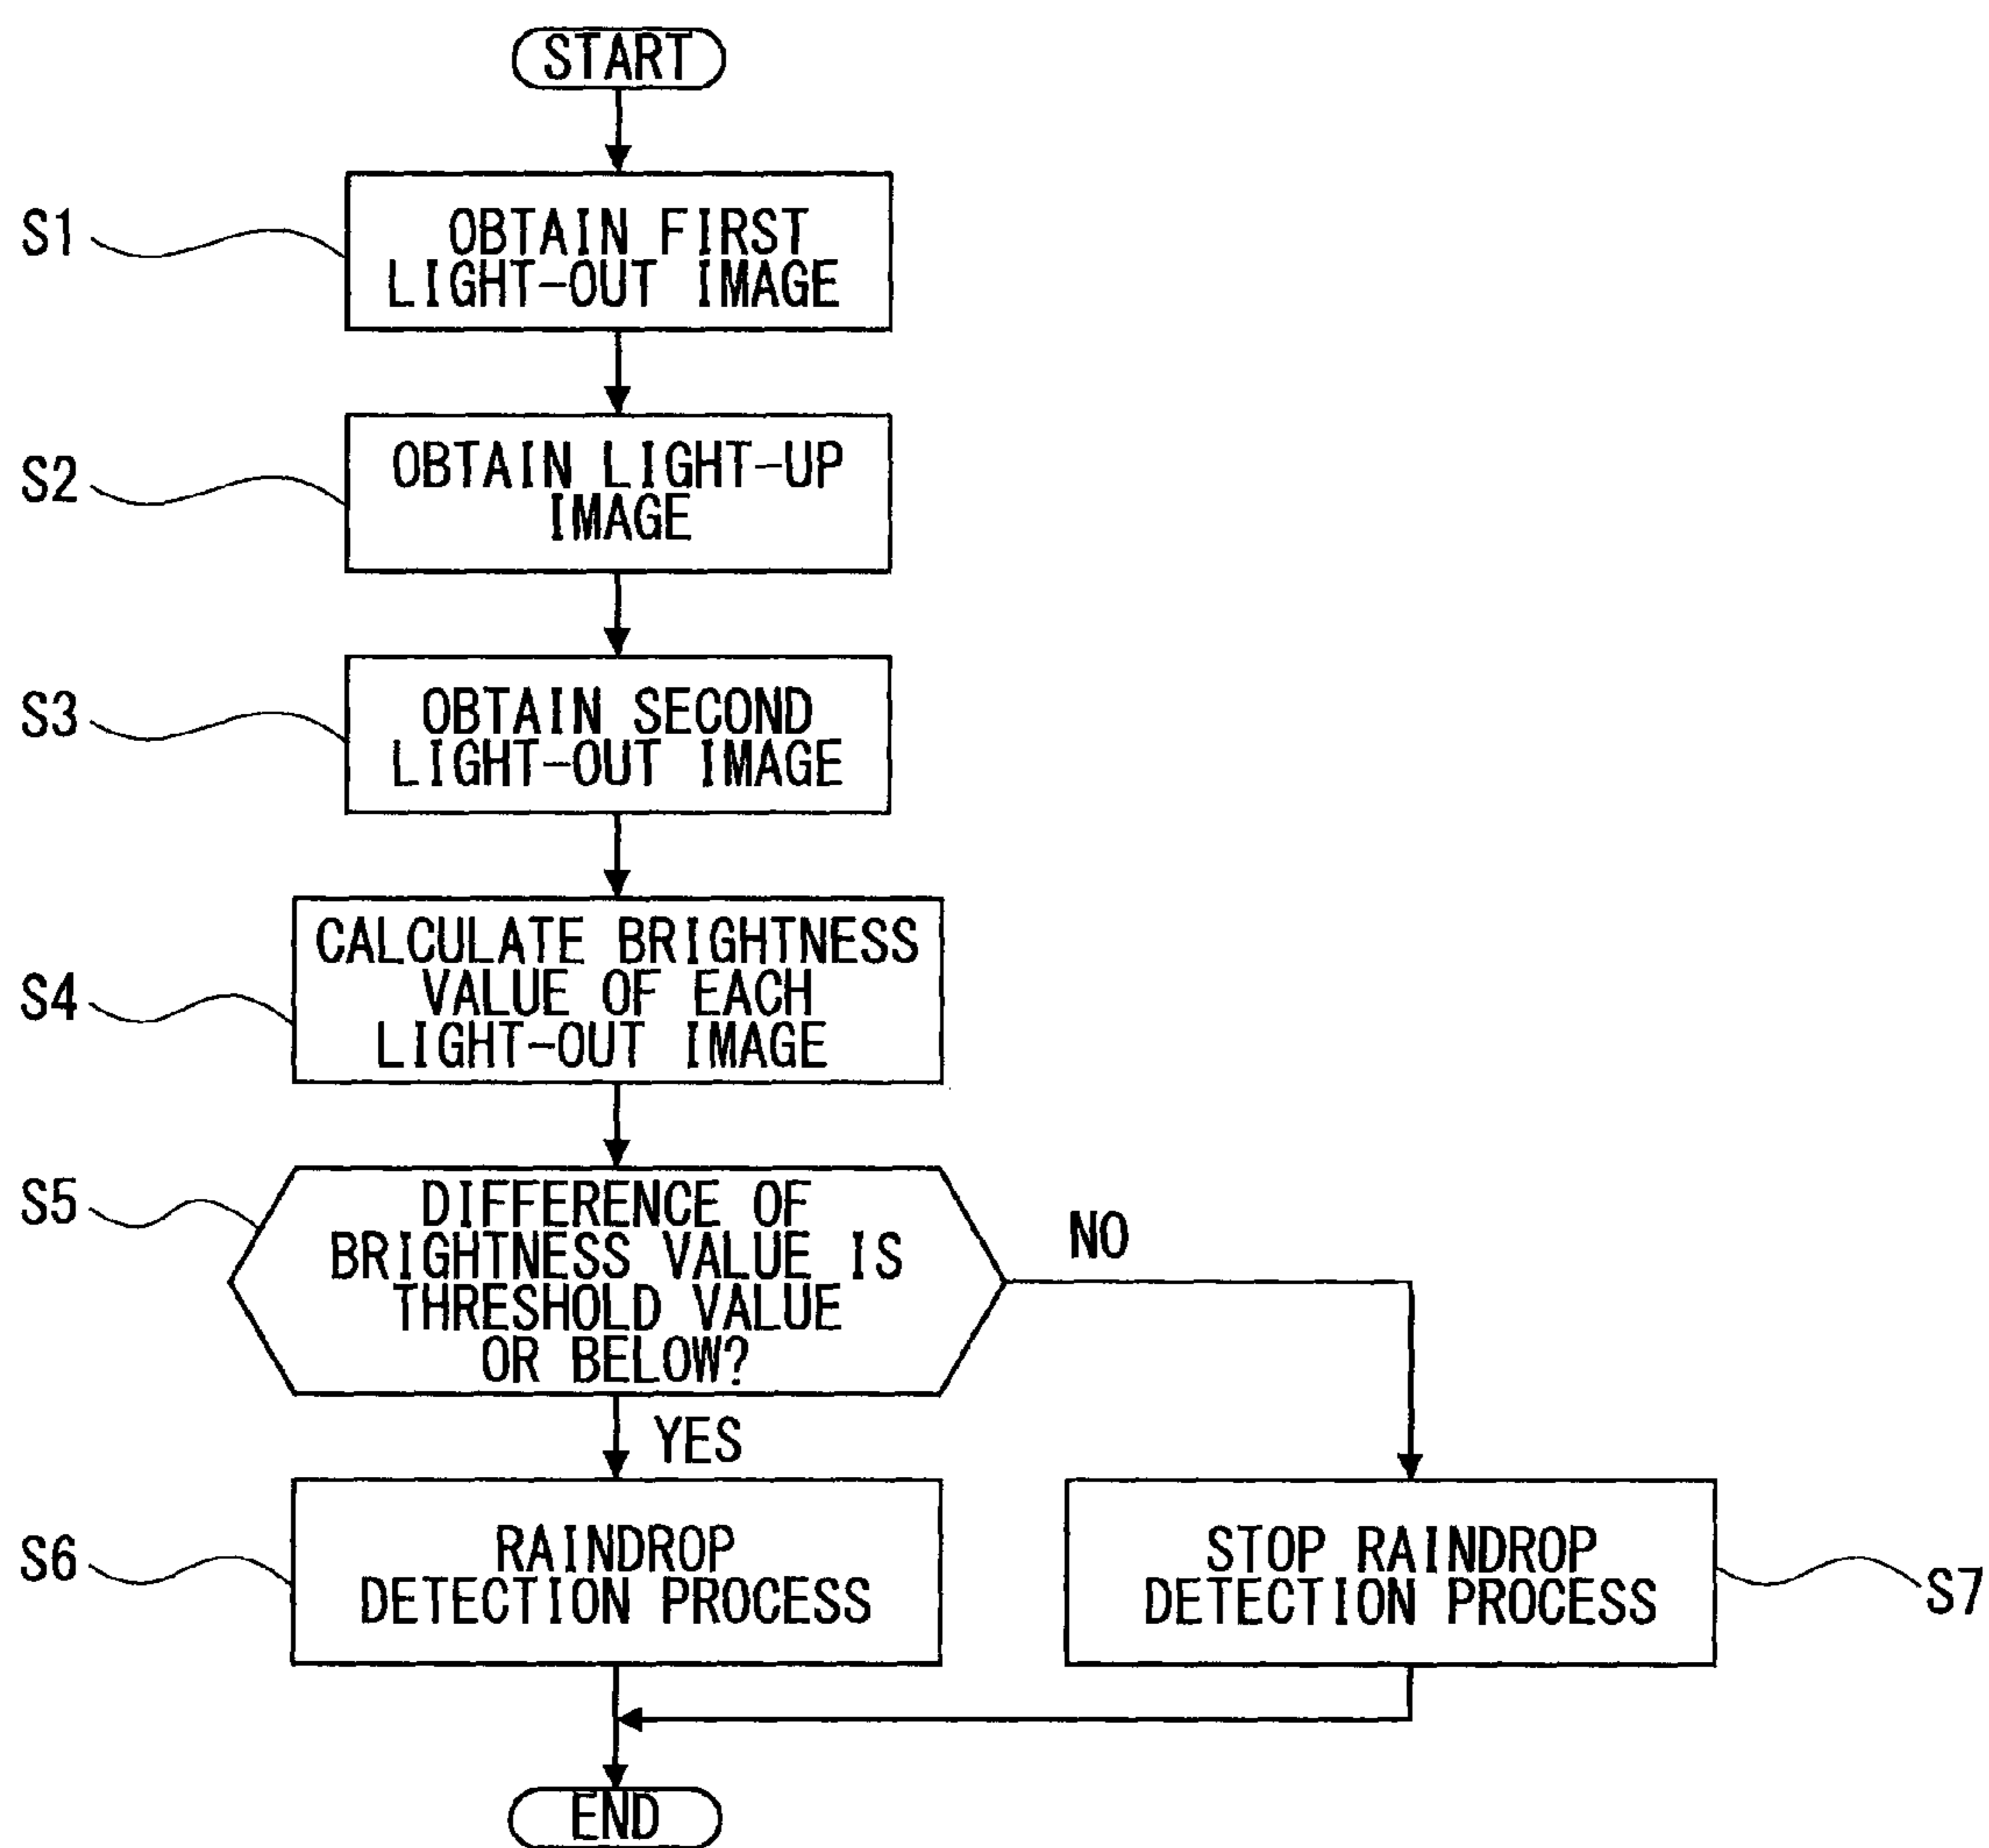 START
S1
OBTAIN FIRST
LIGHT-OUT IMAGE
S2
OBTAIN LIGHT-UP
IMAGE
S3
OBTAIN SECOND
LIGHT-OUT IMAGE
S4
CALCULATE BRIGHTNESS
VALUE OF EACH
LIGHT-OUT IMAGE
S5
DIFFERENCE OF
BRIGHTNESS VALUE IS
THRESHOLD VALUE
OR BELOW?
NO
YES
S6
RAINDROP
DETECTION PROCESS
STOP RAINDROP
DETECTION PROCESS
S7
END